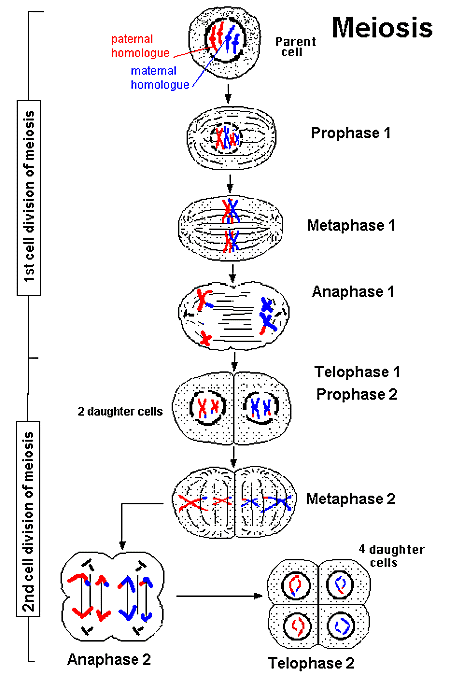 Meiosis
paternal
homologue
maternal
homologue
Parent
cell
1st cell division of meiosis
Prophase 1
Metaphase 1
Anaphase 1
Telophase 1
Prophase 2
2 daughter cells
2nd cell division of meiosis
Metaphase 2
4 daughter
cells
Anaphase 2
Telophase 2